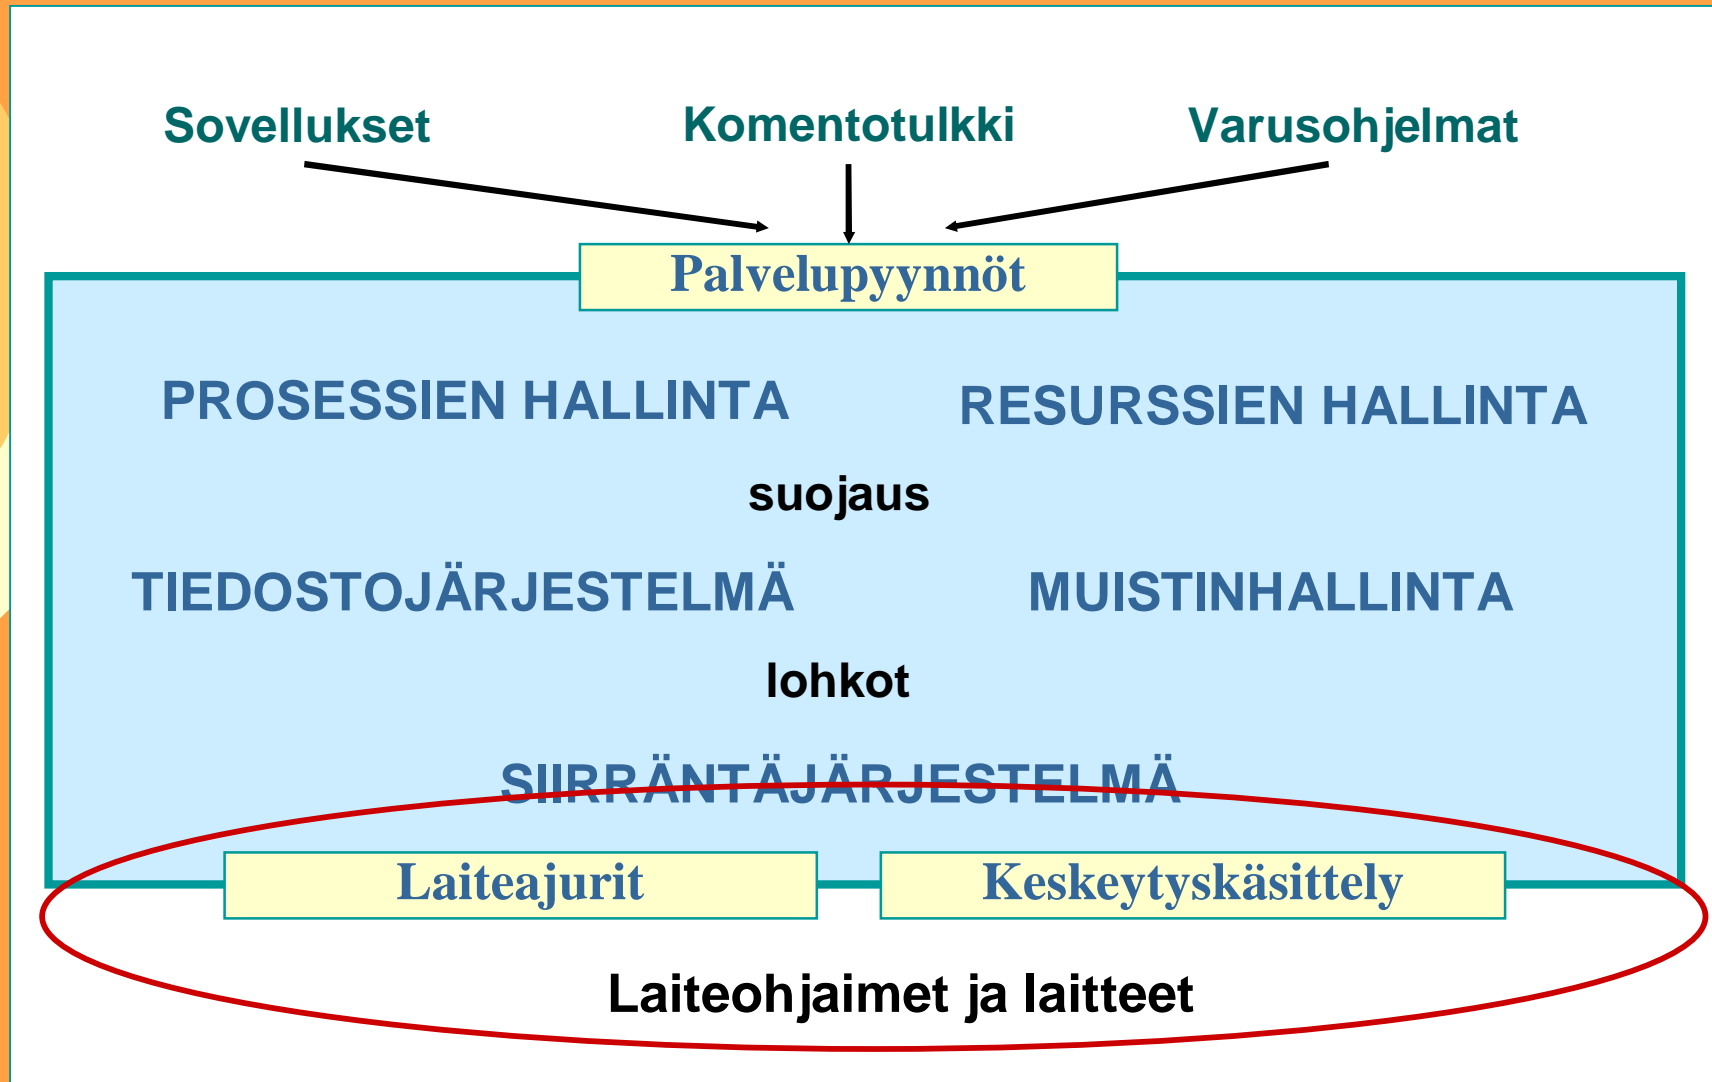 Sovellukset
Komentotulkki
Varusohjelmat
Palvelupyynnöt
PROSESSIEN HALLINTA
RESURSSIEN HALLINTA
suojaus
TIEDOSTOJÄRJESTELMÄ
MUISTINHALLINTA
lohkot
SIIRRÄNTÄJÄRJESTELMÄ
Laiteajurit
Keskeytyskäsittely
Laiteohjaimet ja laitteet